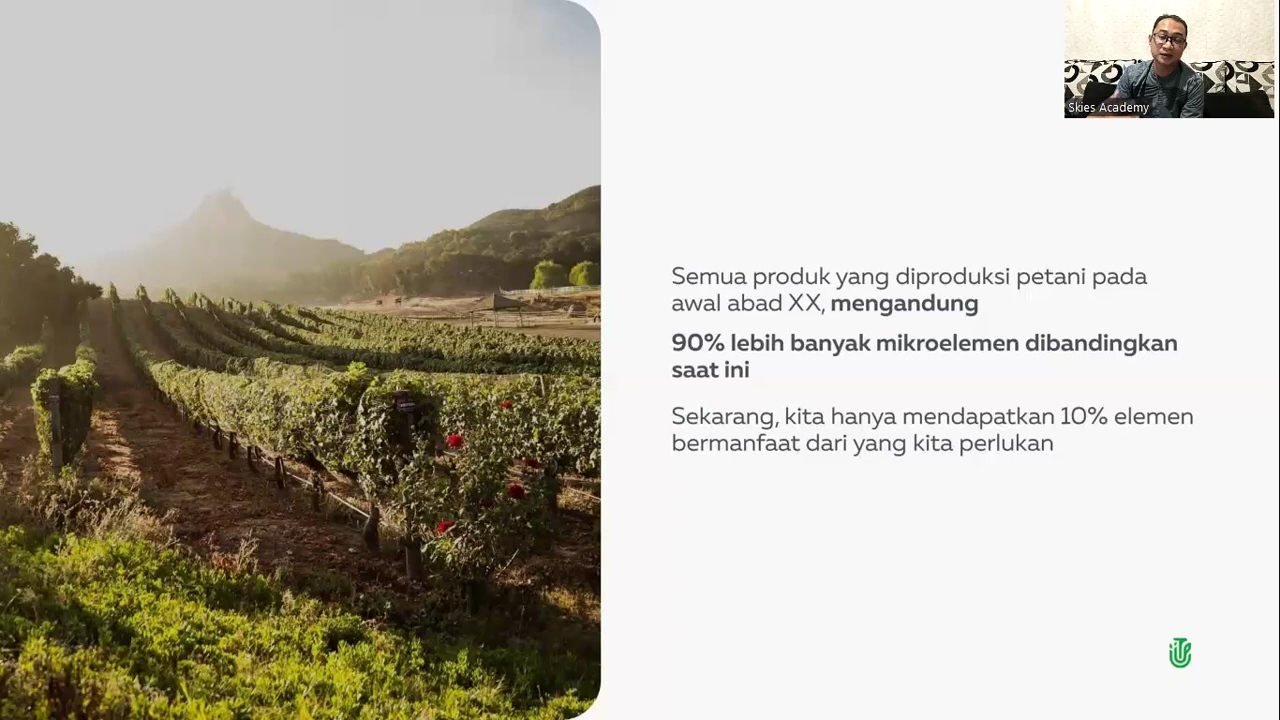 Skies Academy
Semua produk yang diproduksi petani pada
awal abad XX, mengandung
90% lebih banyak mikroelemen dibandingkan
saat ini
Sekarang, kita hanya mendapatkan 10% elemen
bermanfaat dari yang kita perlukan